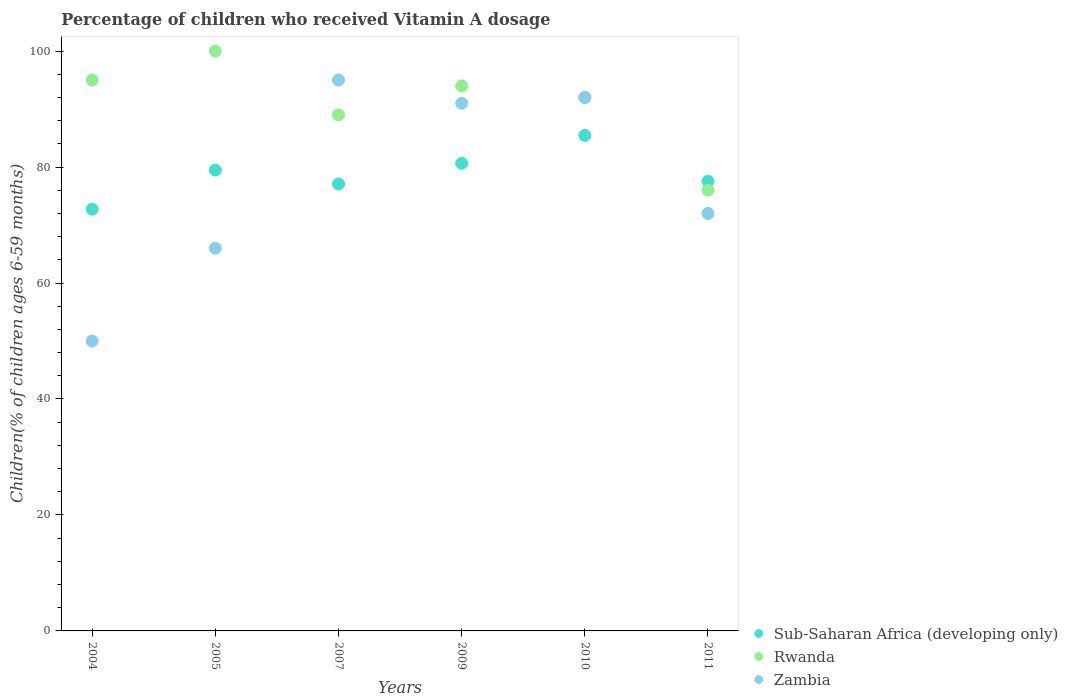 Percentage of children who received Vitamin A dosage
Children(% of children ages 6-59 months)
100
80
60
40
20
0
2004
2005
2007
2009
2010
2011
Years
Sub-Saharan Africa (developing only)
Rwanda
Zambia